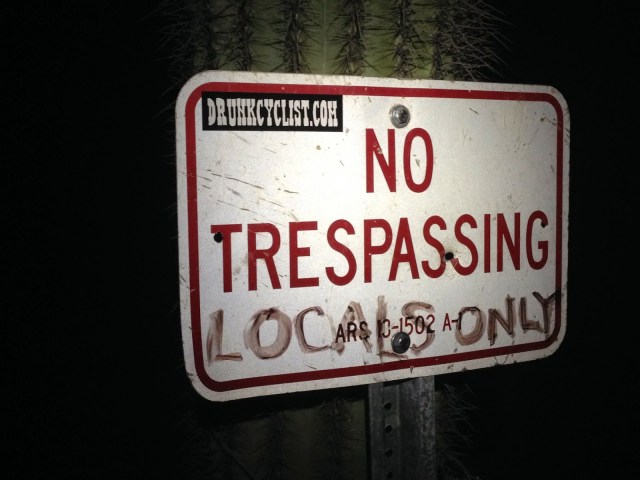 DRUNKCYCLIST.COM
NO
TRESPASSING
LOCALS ONLY
ARS 13-1502 A-1